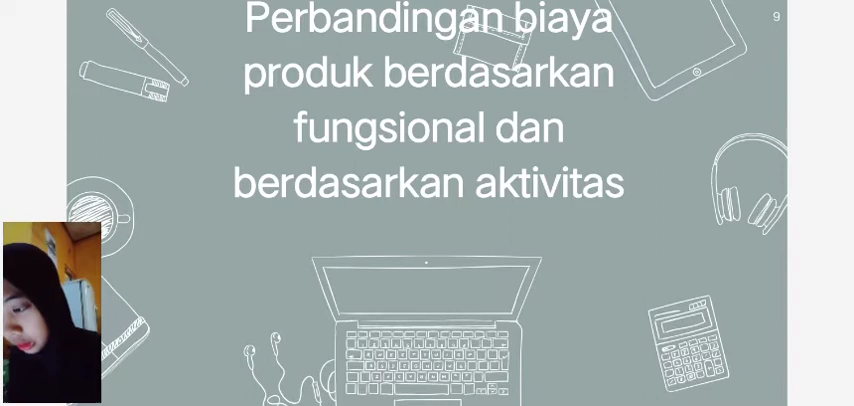 Perbandingan biaya
produk berdasarkan
fungsional dan
berdasarkan aktivitas
9